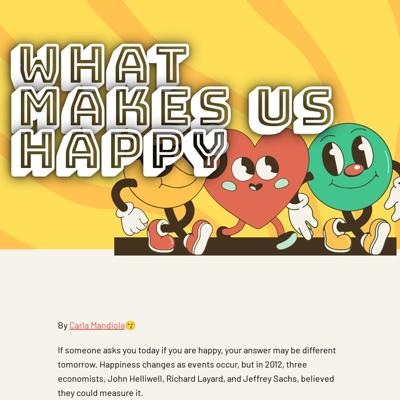 WHAT
MAKES US
HAPPY
By Carla Mandiola😗
If someone asks you today if you are happy, your answer may be different
tomorrow. Happiness changes as events occur, but in 2012, three
economists, John Helliwell, Richard Layard, and Jeffrey Sachs, believed
they could measure it.